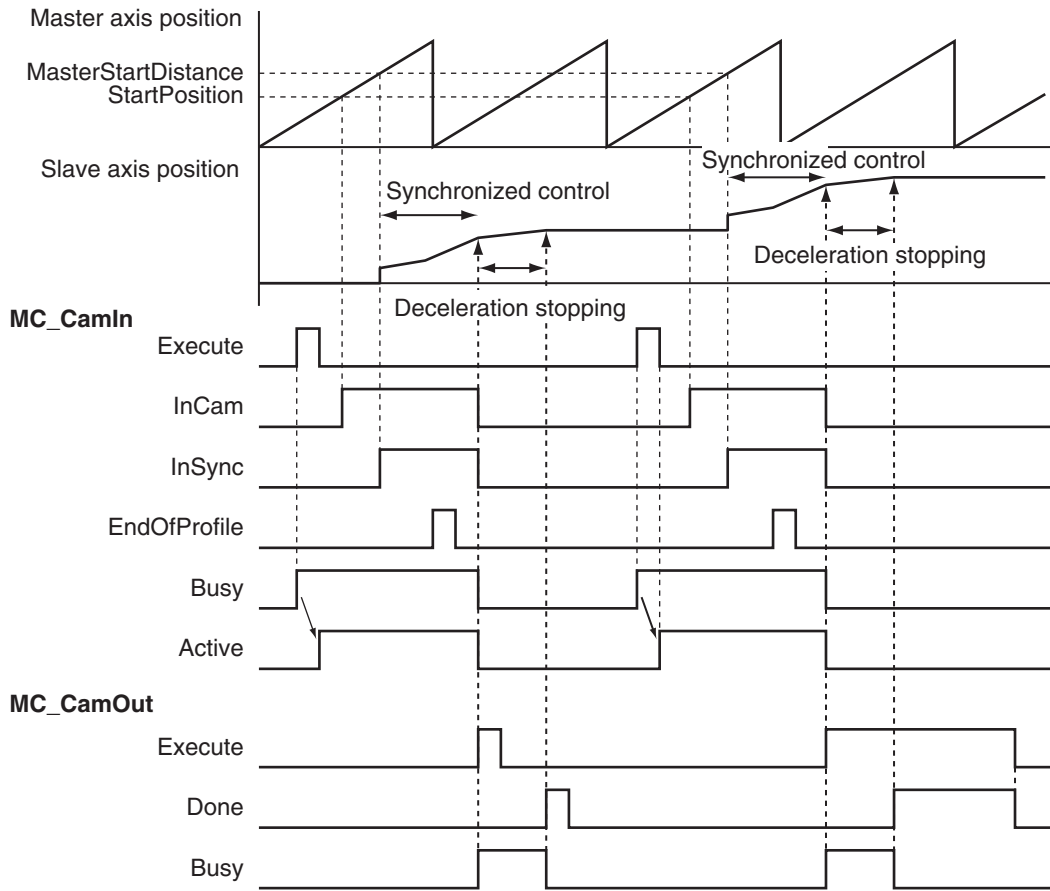 Master axis position
MasterStartDistance
StartPosition
Slave axis position
Synchronized control
Synchronized control
Deceleration stopping
Deceleration stopping
MC_CamIn
Execute
InCam
InSync
EndOfProfile
Busy
Active
MC_CamOut
Execute
Done
Busy